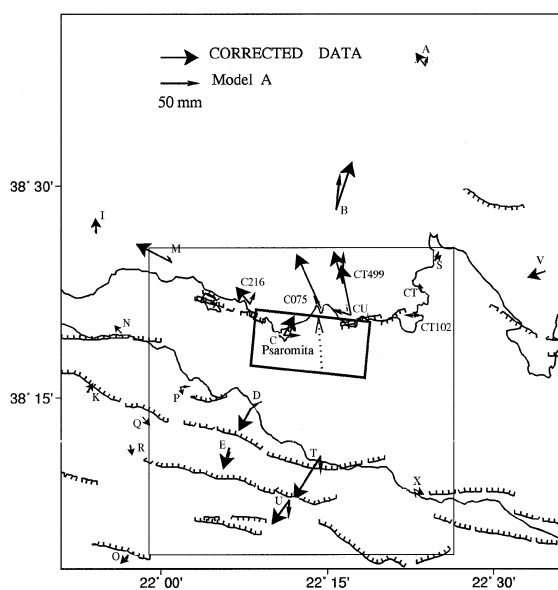 A
CORRECTED DATA
Model A
50 mm
38° 30'
B
I
M
V
S
C216
CT499
C075
CU
CT
CT102
C
A
Psaromita
N
38° 15'
K
P
D
Q
R
E
T
X
U
O
22° 00'
22° 15'
22° 30'